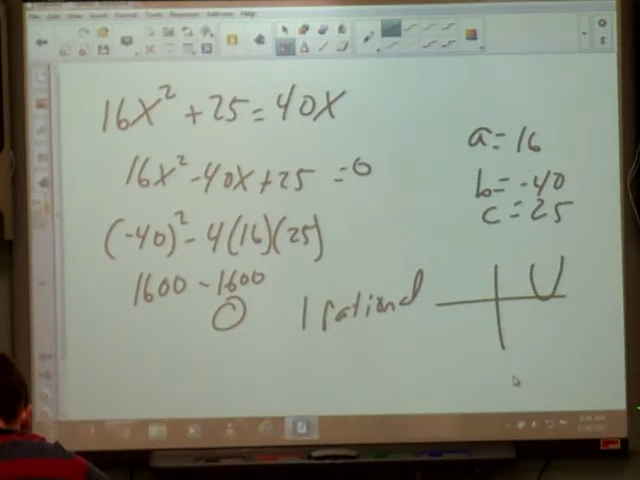 16x² + 25 = 40x
16x² - 40x + 25 = 0
(-40)² - 4(16)(25)
1600 - 1600
0
1 rational
a = 16
b = -40
c = 25